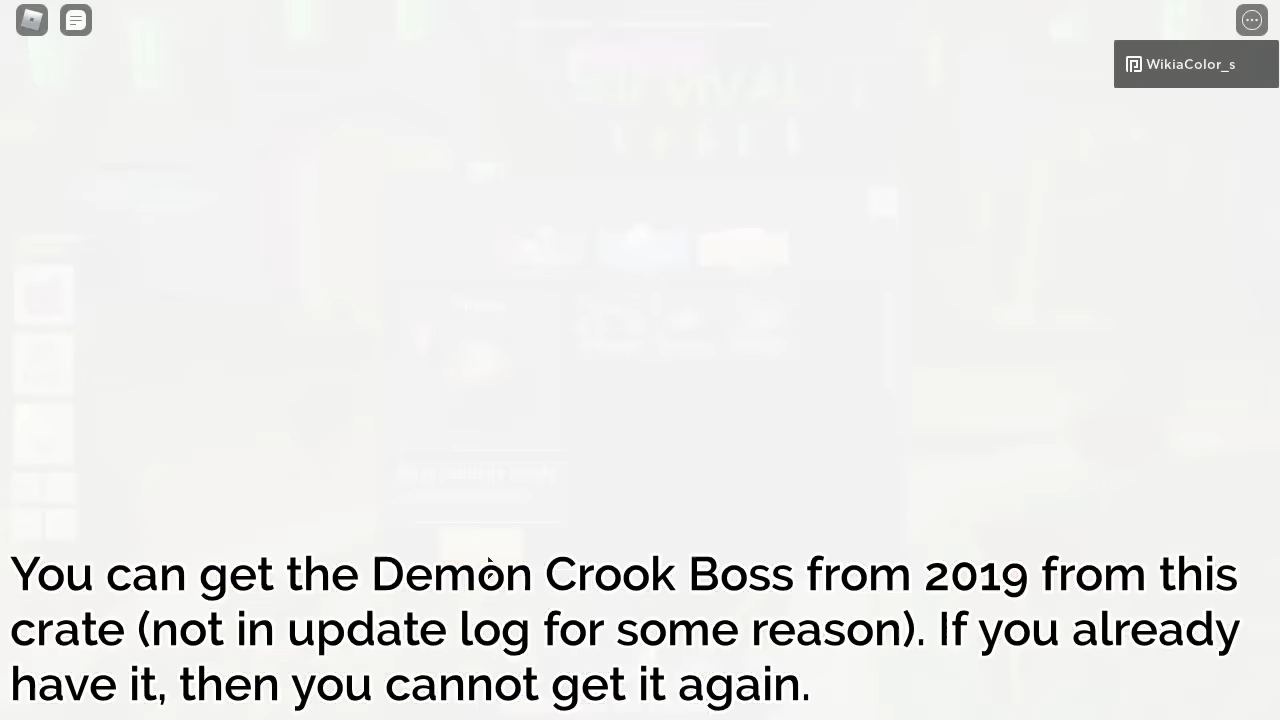 WikiaColor_s
You can get the Demon Crook Boss from 2019 from this
crate (not in update log for some reason). If you already
have it, then you cannot get it again.